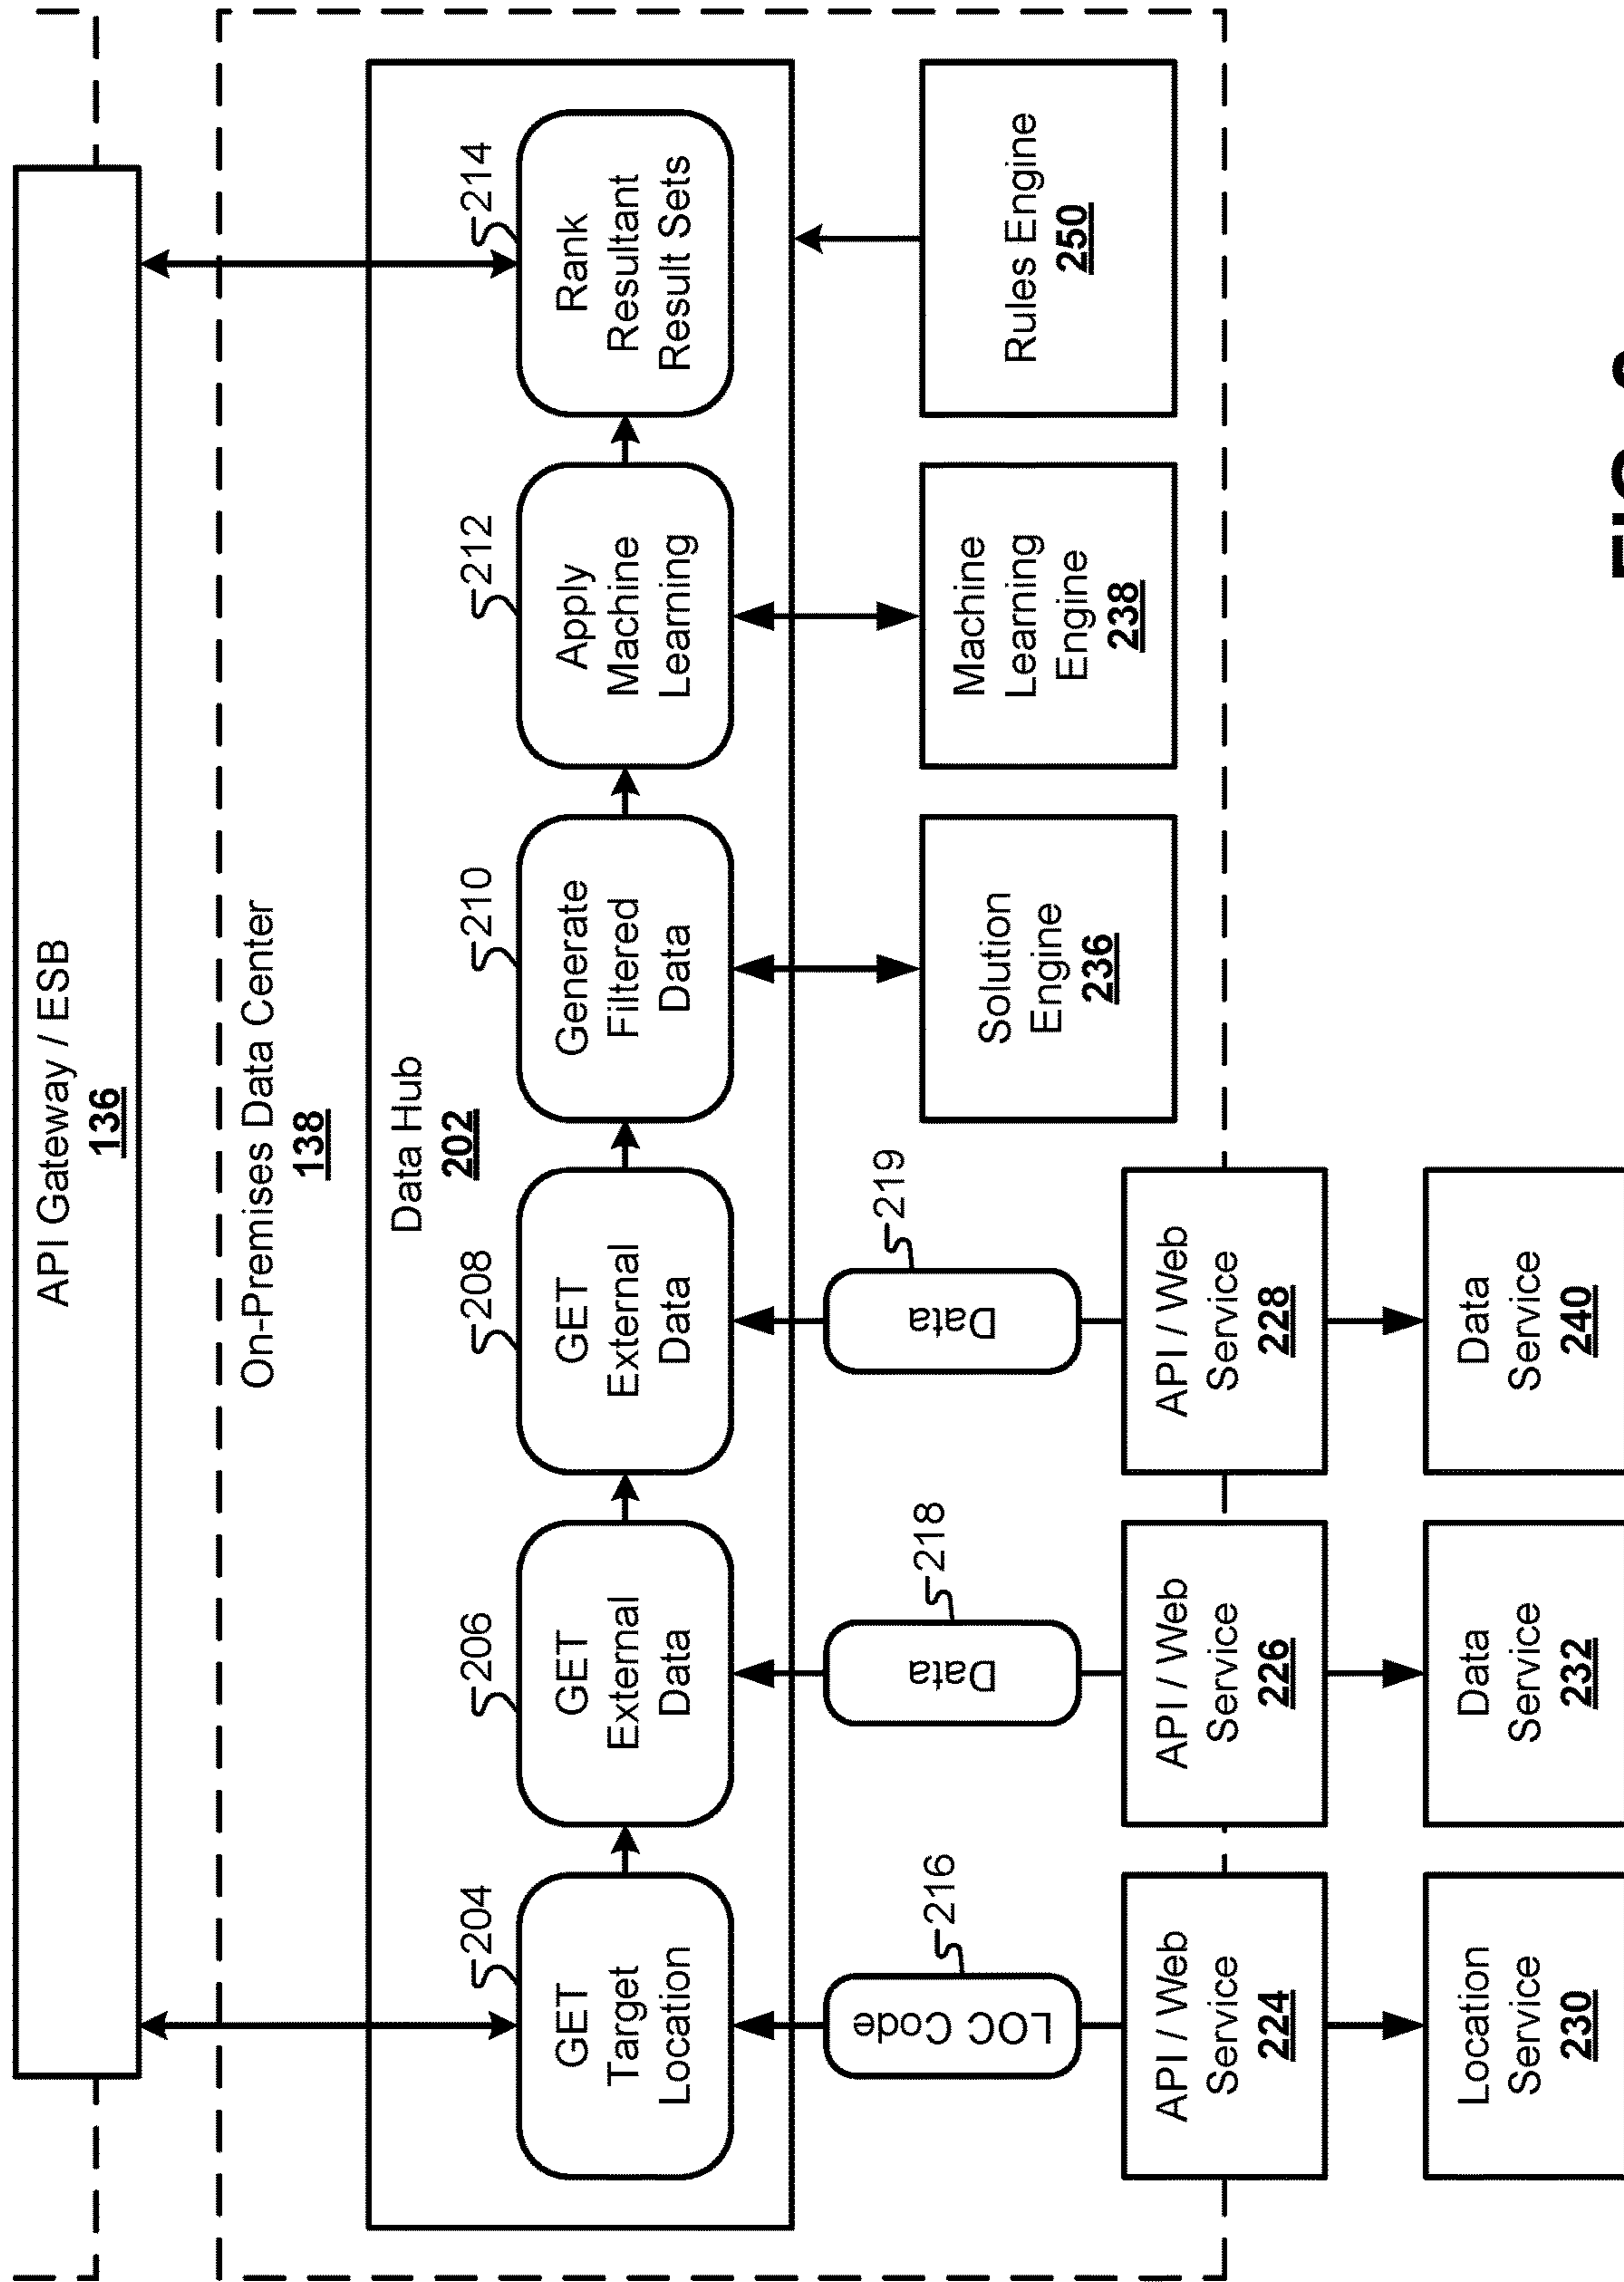 API Gateway / ESB
136
On-Premises Data Center
138
Data Hub
202
204
GET
Target
Location
206
GET
External
Data
208
GET
External
Data
210
Generate
Filtered
Data
212
Apply
Machine
Learning
214
Rank
Resultant
Result Sets
LOC Code
216
Data
218
Data
219
Solution
Engine
236
Machine
Learning
Engine
238
Rules Engine
250
API / Web
Service
224
API / Web
Service
226
API / Web
Service
228
Location
Service
230
Data
Service
232
Data
Service
240
FIG.